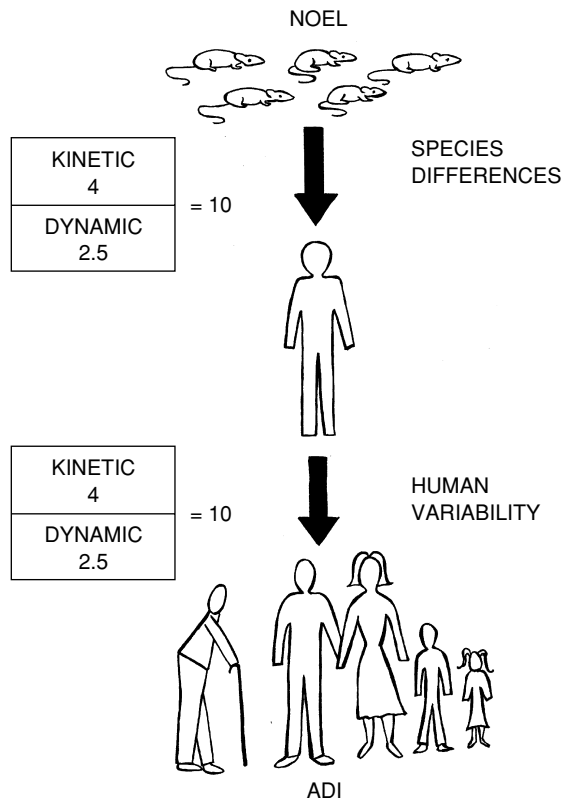 NOEL
KINETIC
4
DYNAMIC
2.5
= 10
SPECIES
DIFFERENCES
KINETIC
4
DYNAMIC
2.5
= 10
HUMAN
VARIABILITY
ADI